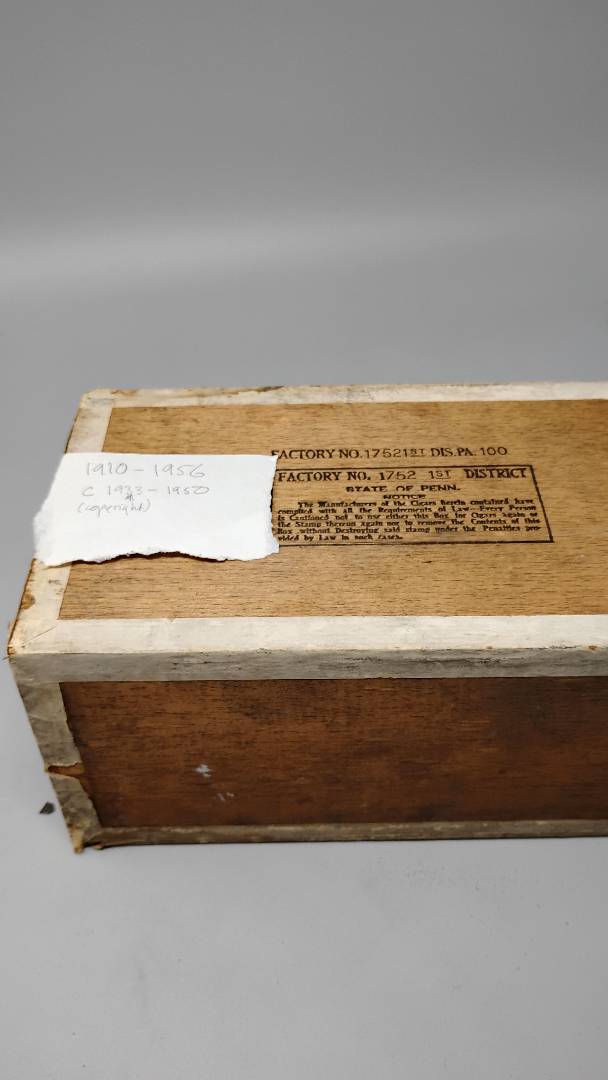 1910 - 1956
C 1933 - 1950
(copyright)
FACTORY NO. 1752 1ST DIS. PA. 100
FACTORY NO. 1752 1ST DISTRICT
STATE OF PENN.
NOTICE
The Manufacturers of the Cigars herein contained have
complied with all the Requirements of Law—Every Person
is Cautioned not to use either this Box for Cigars again or
the Stamp thereon again nor to remove the Contents of this
Box without Destroying said stamp under the Penalties pro-
vided by Law in such cases.